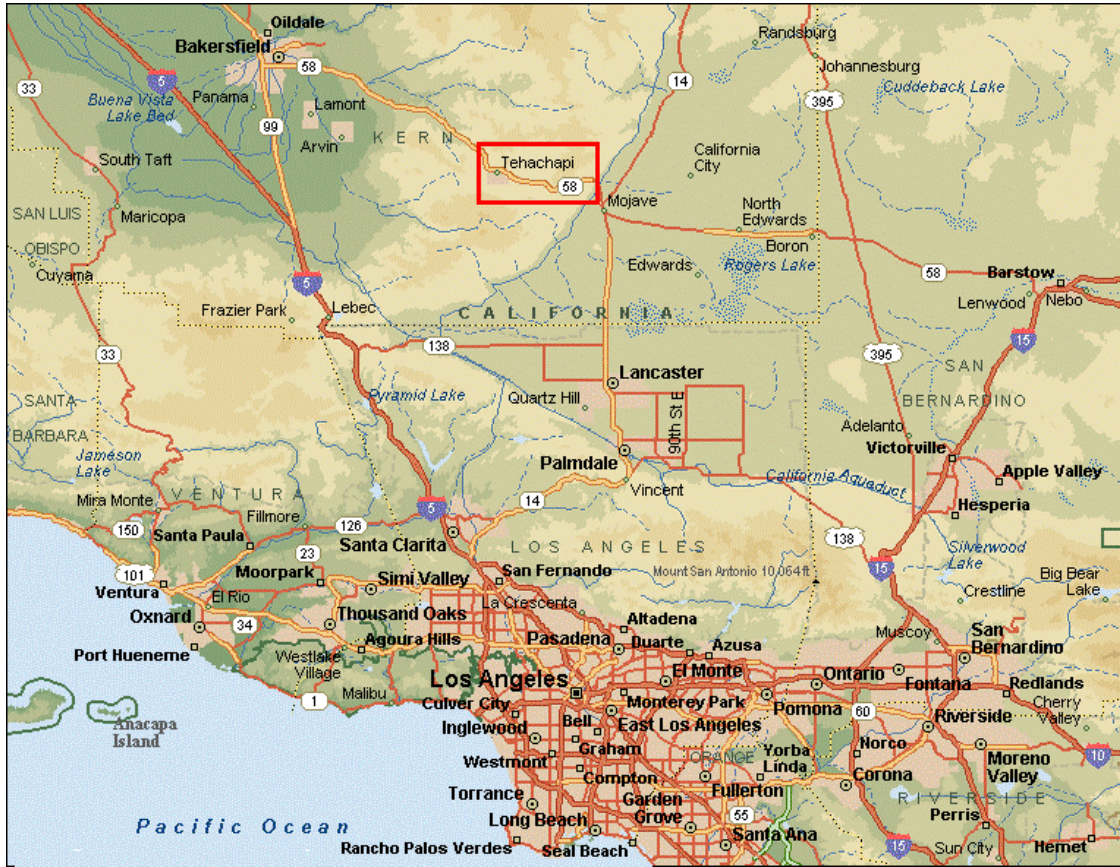 Oildale
Bakersfield
58
Randsburg
Johannesburg
5
33
Buena Vista
Lake Bed
Panama
Lamont
99
Arvin
14
395
Cuddeback Lake
KERN
South Taft
Tehachapi
58
California
City
SAN LUIS
OBISPO
Maricopa
Mojave
North
Edwards
Boron
Cuyama
Edwards
Rogers Lake
58
Barstow
Lenwood
Nebo
5
Frazier Park
Lebec
CALIFORNIA
15
33
138
395
SAN
BERNARDINO
Lancaster
SANTA
BARBARA
Pyramid Lake
Quartz Hill
90th St E
Adelanto
Victorville
Jameson
Lake
Palmdale
Apple Valley
Mira Monte
VENTURA
Vincent
California Aqueduct
14
5
Hesperia
150
Fillmore
126
Santa Paula
Santa Clarita
LOS ANGELES
138
Silverwood
Lake
23
101
Moorpark
Simi Valley
San Fernando
Mount San Antonio 10,064 ft
15
Big Bear
Lake
Ventura
El Rio
La Crescenta
Crestline
Oxnard
34
Thousand Oaks
Altadena
Muscoy
San
Bernardino
Port Hueneme
Agoura Hills
Pasadena
Duarte
Azusa
Westlake
Village
El Monte
Ontario
Fontana
Redlands
1
Malibu
Los Angeles
Culver City
Monterey Park
Pomona
60
Cherry
Valley
Anacapa
Island
Inglewood
Bell
East Los Angeles
Riverside
Graham
Westmont
ORANGE
Yorba
Linda
Norco
Moreno
Valley
10
Compton
Fullerton
Corona
Torrance
Garden
Grove
RIVERSIDE
Pacific Ocean
Long Beach
55
Perris
Rancho Palos Verdes
Seal Beach
Santa Ana
15
Sun City
Hemet